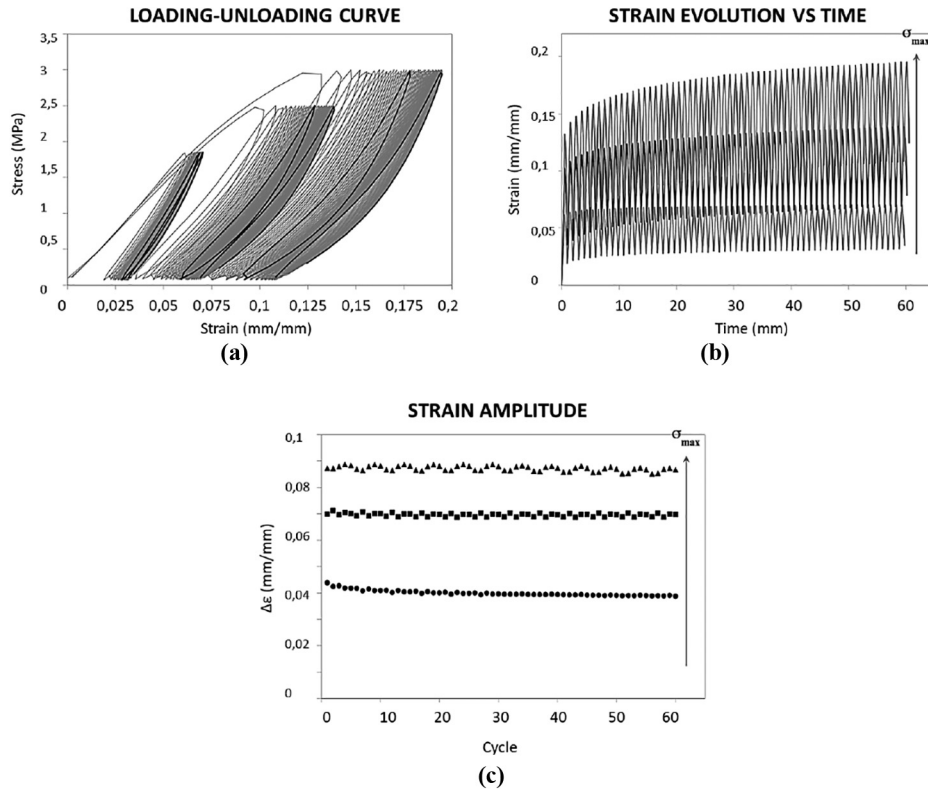 LOADING-UNLOADING CURVE
3,5
3
2,5
2
1,5
1
0,5
0
Stress (MPa)
0 0,025 0,05 0,075 0,1 0,125 0,15 0,175 0,2
Strain (mm/mm)
(a)
STRAIN EVOLUTION VS TIME
σmax
0,2
0,15
0,1
0,05
0
Strain (mm/mm)
0 10 20 30 40 50 60
Time (mm)
(b)
STRAIN AMPLITUDE
σmax
0,1
0,08
0,06
0,04
0,02
0
Δε (mm/mm)
0 10 20 30 40 50 60
Cycle
(c)